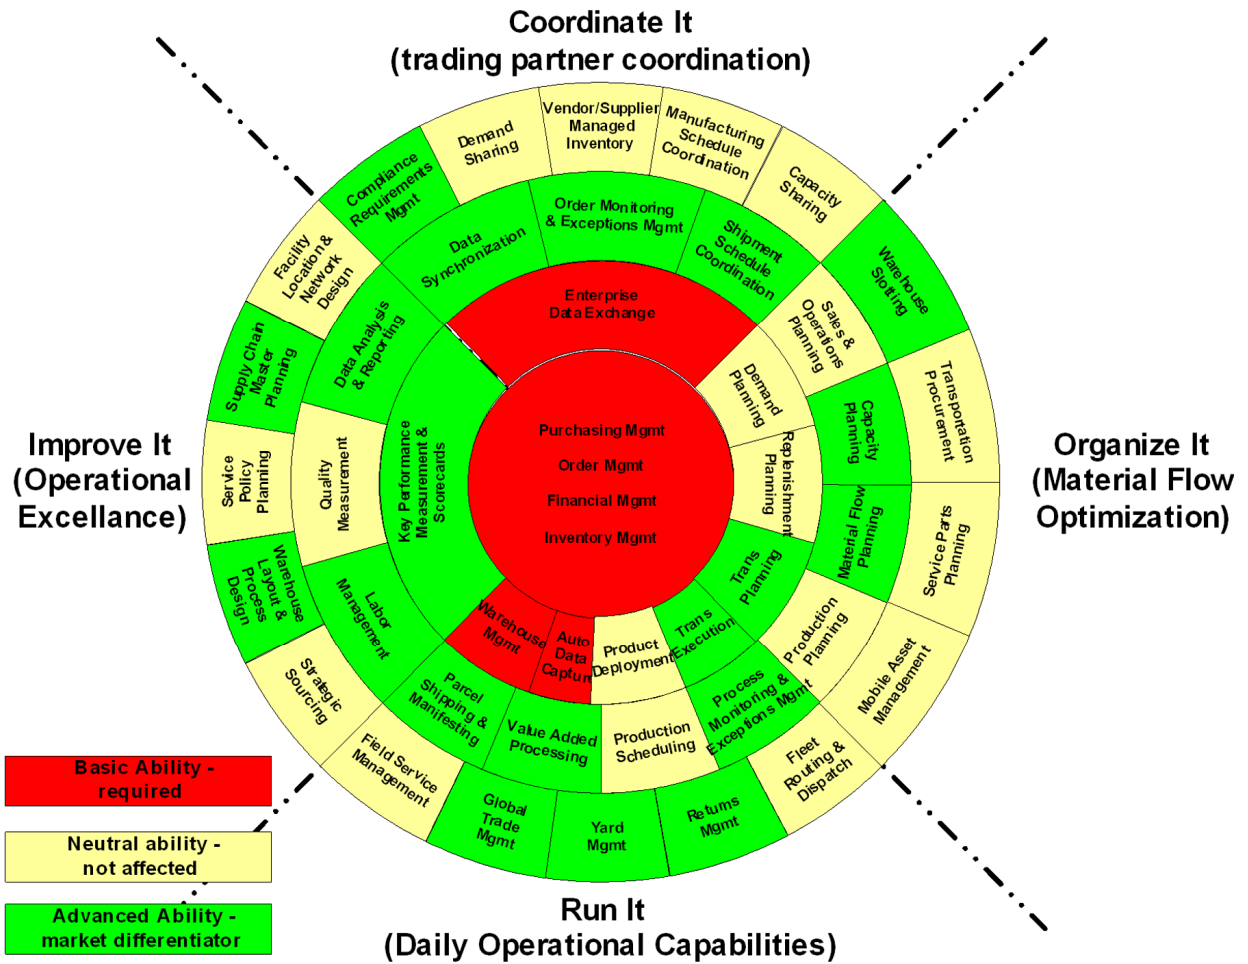 Coordinate It
(trading partner coordination)
Compliance
Requirements
Mgmt
Demand
Sharing
Vendor/Supplier
Managed
Inventory
Manufacturing
Schedule
Coordination
Capacity
Sharing
Data
Synchronization
Order Monitoring
& Exceptions Mgmt
Shipment
Schedule
Coordination
Enterprise
Data Exchange
Warehouse
Slotting
Transportation
Procurement
Service Parts
Planning
Mobile Asset
Management
Sales &
Operations
Planning
Capacity
Planning
Material Flow
Planning
Production
Planning
Demand
Planning
Replenishment
Planning
Trans
Planning
Organize It
(Material Flow
Optimization)
Purchasing Mgmt
Order Mgmt
Financial Mgmt
Inventory Mgmt
Improve It
(Operational
Excellance)
Facility
Location &
Network
Design
Supply Chain
Master
Planning
Service
Policy
Planning
Warehouse
Layout &
Process
Design
Strategic
Sourcing
Data Analysis
& Reporting
Quality
Measurement
Labor
Management
Key Performance
Measurement &
Scorecards
Warehouse
Mgmt
Auto
Data
Captur
Product
Deployment
Trans
Execution
Parcel
Shipping &
Manifesting
Value Added
Processing
Production
Scheduling
Process
Monitoring &
Exceptions Mgmt
Field Service
Management
Global
Trade
Mgmt
Yard
Mgmt
Returns
Mgmt
Fleet
Routing &
Dispatch
Run It
(Daily Operational Capabilities)
Basic Ability -
required
Neutral ability -
not affected
Advanced Ability -
market differentiator